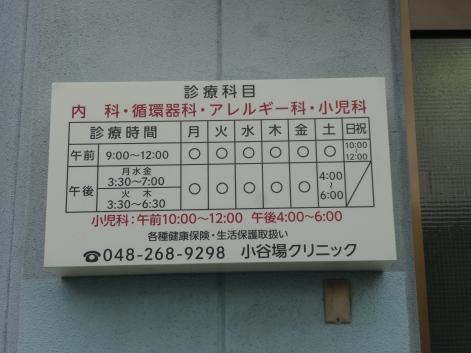 診療科目
内 科・循環器科・アレルギー科・小児科
診療時間 月 火 水 木 金 土 日祝
午前 9:00〜12:00 ○ ○ ○ ○ ○ ○ 10:00〜12:00
午後 月水金 3:30〜7:00 火木 3:30〜6:30 ○ ○ ○ ○ ○ 4:00〜6:00
小児科:午前10:00〜12:00 午後4:00〜6:00
各種健康保険・生活保護取扱い
☎048-268-9298 小谷場クリニック